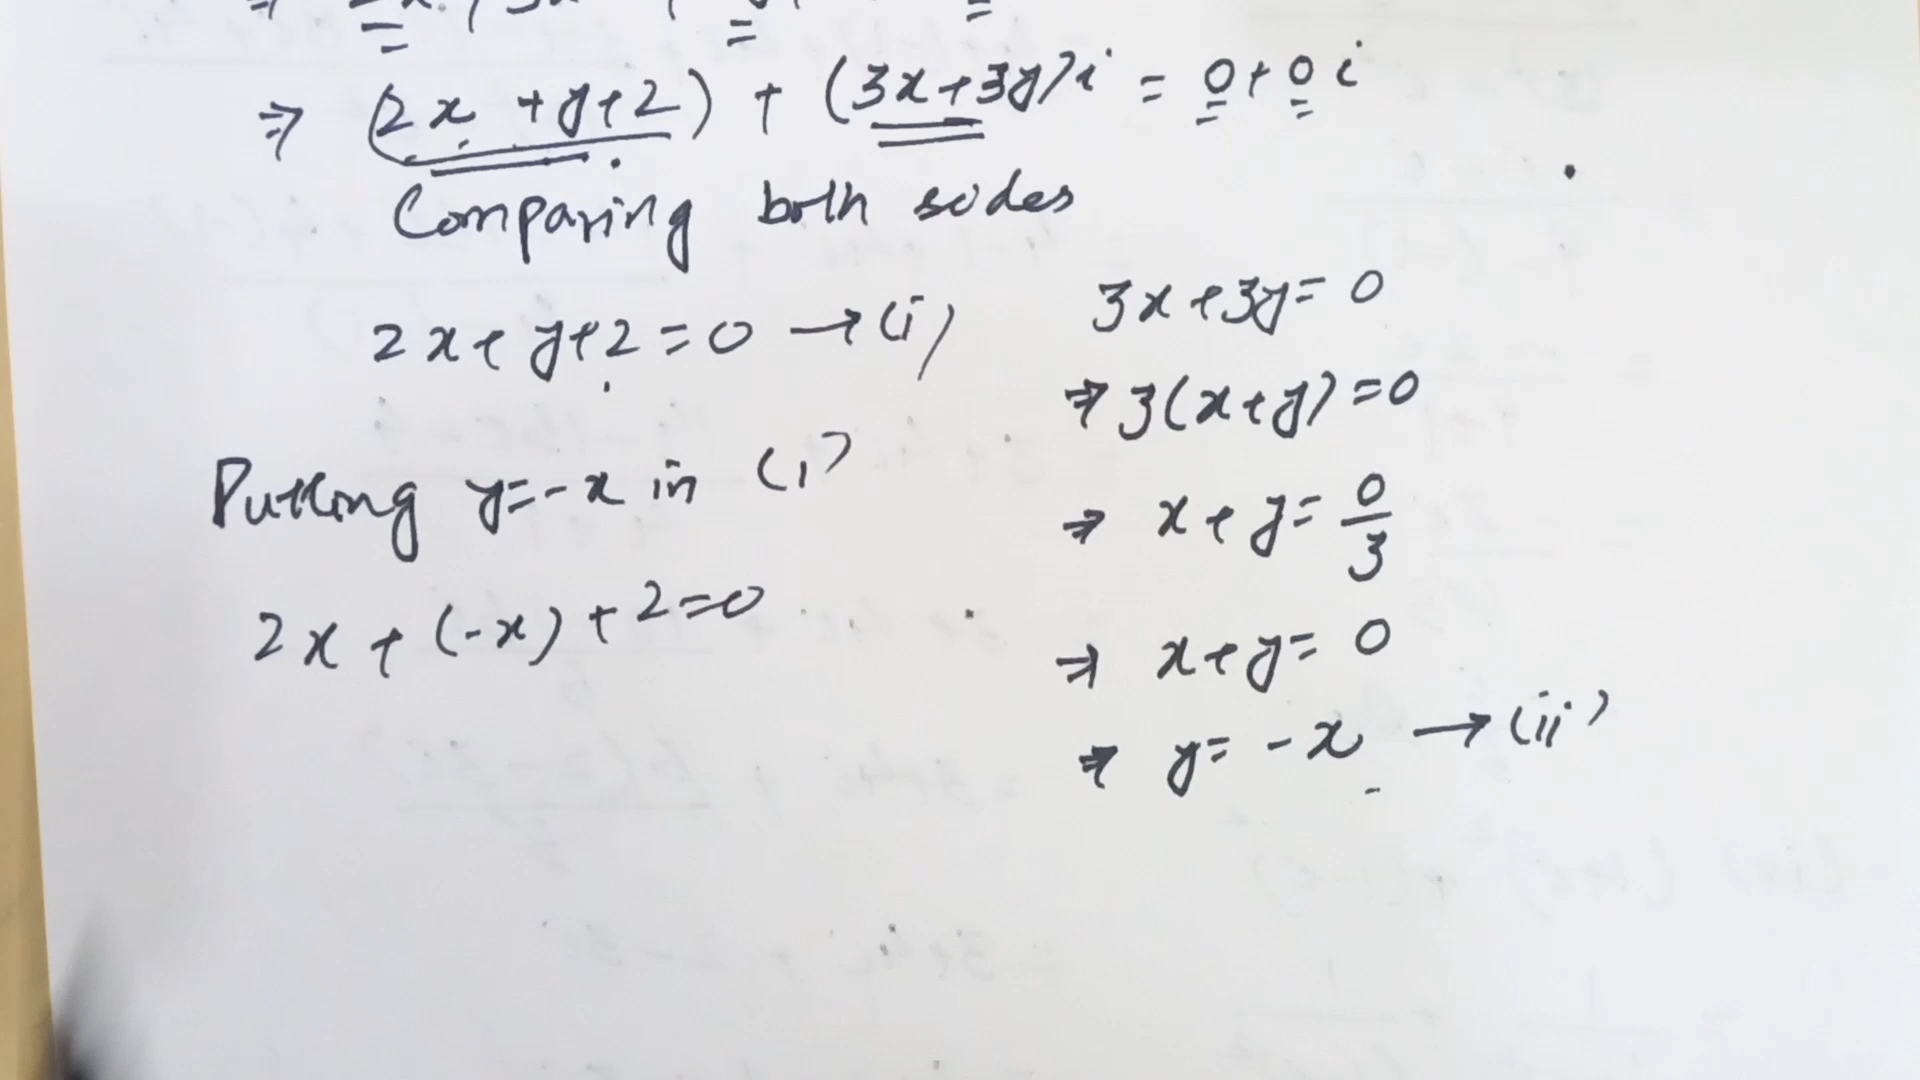 ⇒ (2x + y + 2) + (3x + 3y)i = 0 + 0i
Comparing both sides
2x + y + 2 = 0 → (i)
Putting y = -x in (i)
2x + (-x) + 2 = 0
3x + 3y = 0
⇒ 3(x + y) = 0
⇒ x + y = 0/3
⇒ x + y = 0
⇒ y = -x → (ii)